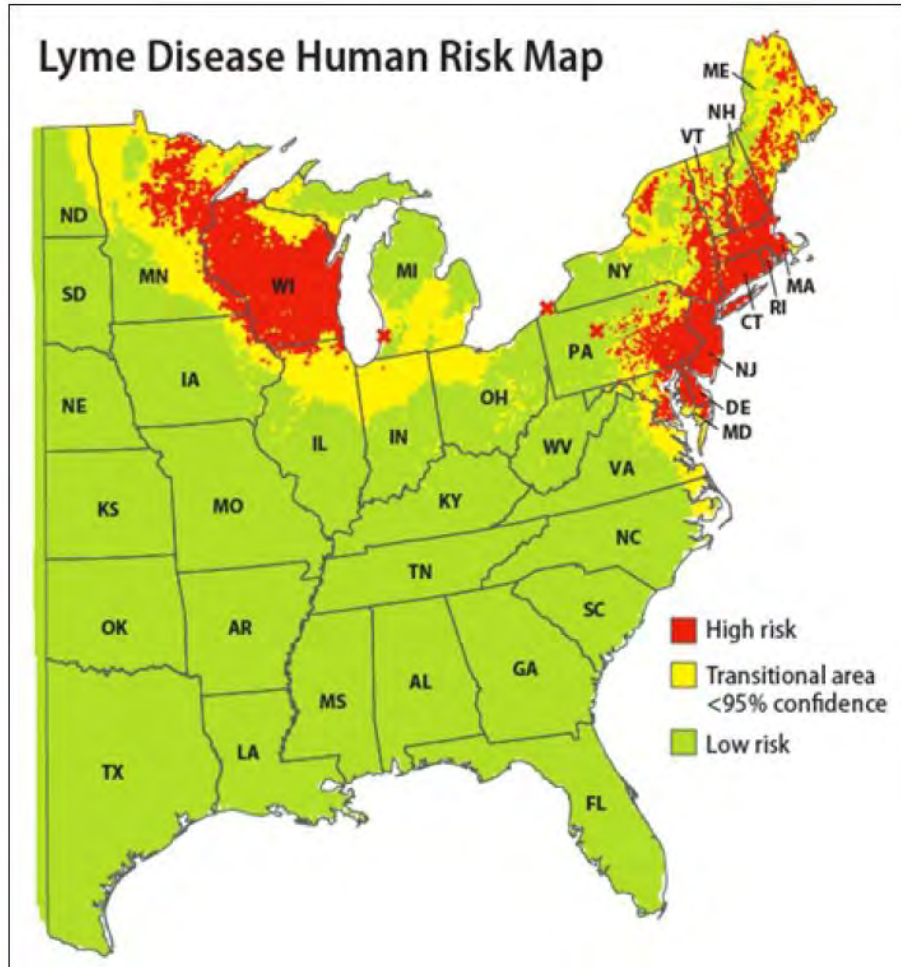 Lyme Disease Human Risk Map
ME
NH
VT
ND
MN
WI
MI
NY
MA
RI
CT
SD
PA
NJ
IA
NE
OH
DE
MD
IL
IN
WV
VA
KS
MO
KY
NC
TN
OK
AR
SC
MS
AL
GA
High risk
Transitional area
<95% confidence
Low risk
LA
TX
FL